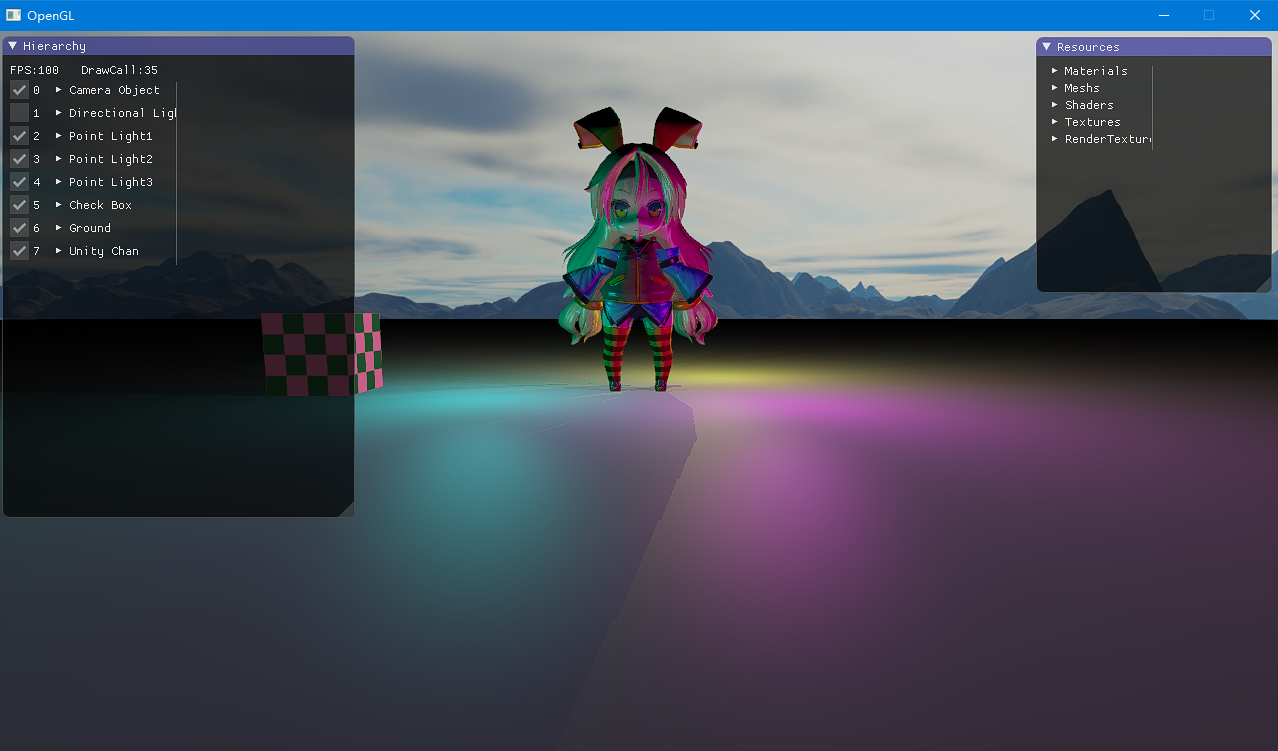 OpenGL
Hierarchy
FPS:100 DrawCall:35
0 Camera Object
1 Directional Ligh
2 Point Light1
3 Point Light2
4 Point Light3
5 Check Box
6 Ground
7 Unity Chan
Resources
Materials
Meshs
Shaders
Textures
RenderTextur